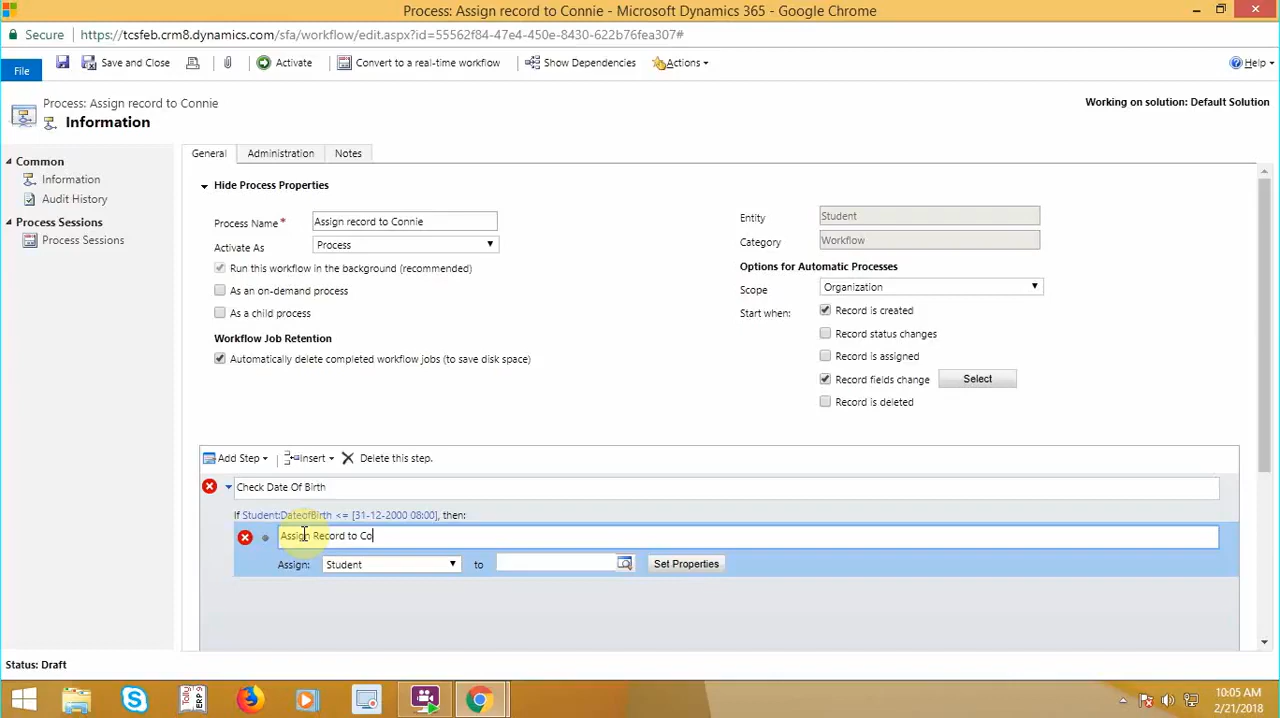 Process: Assign record to Connie - Microsoft Dynamics 365 - Google Chrome
Secure https://tcsfeb.crm8.dynamics.com/sfa/workflow/edit.aspx?id=55562f84-47e4-450e-8430-622b76fea307#
File Save and Close Activate Convert to a real-time workflow Show Dependencies Actions Help
Process: Assign record to Connie
Information
Working on solution: Default Solution
Common
Information
Audit History
Process Sessions
Process Sessions
General Administration Notes
Hide Process Properties
Process Name * Assign record to Connie
Activate As Process
Run this workflow in the background (recommended)
As an on-demand process
As a child process
Workflow Job Retention
Automatically delete completed workflow jobs (to save disk space)
Entity Student
Category Workflow
Options for Automatic Processes
Scope Organization
Start when: Record is created
Record status changes
Record is assigned
Record fields change Select
Record is deleted
Add Step Insert Delete this step.
Check Date Of Birth
If Student:DateofBirth <= [31-12-2000 08:00], then:
Assign Record to Co
Assign: Student to Set Properties
Status: Draft
Tally ERP 9
10:05 AM
2/21/2018